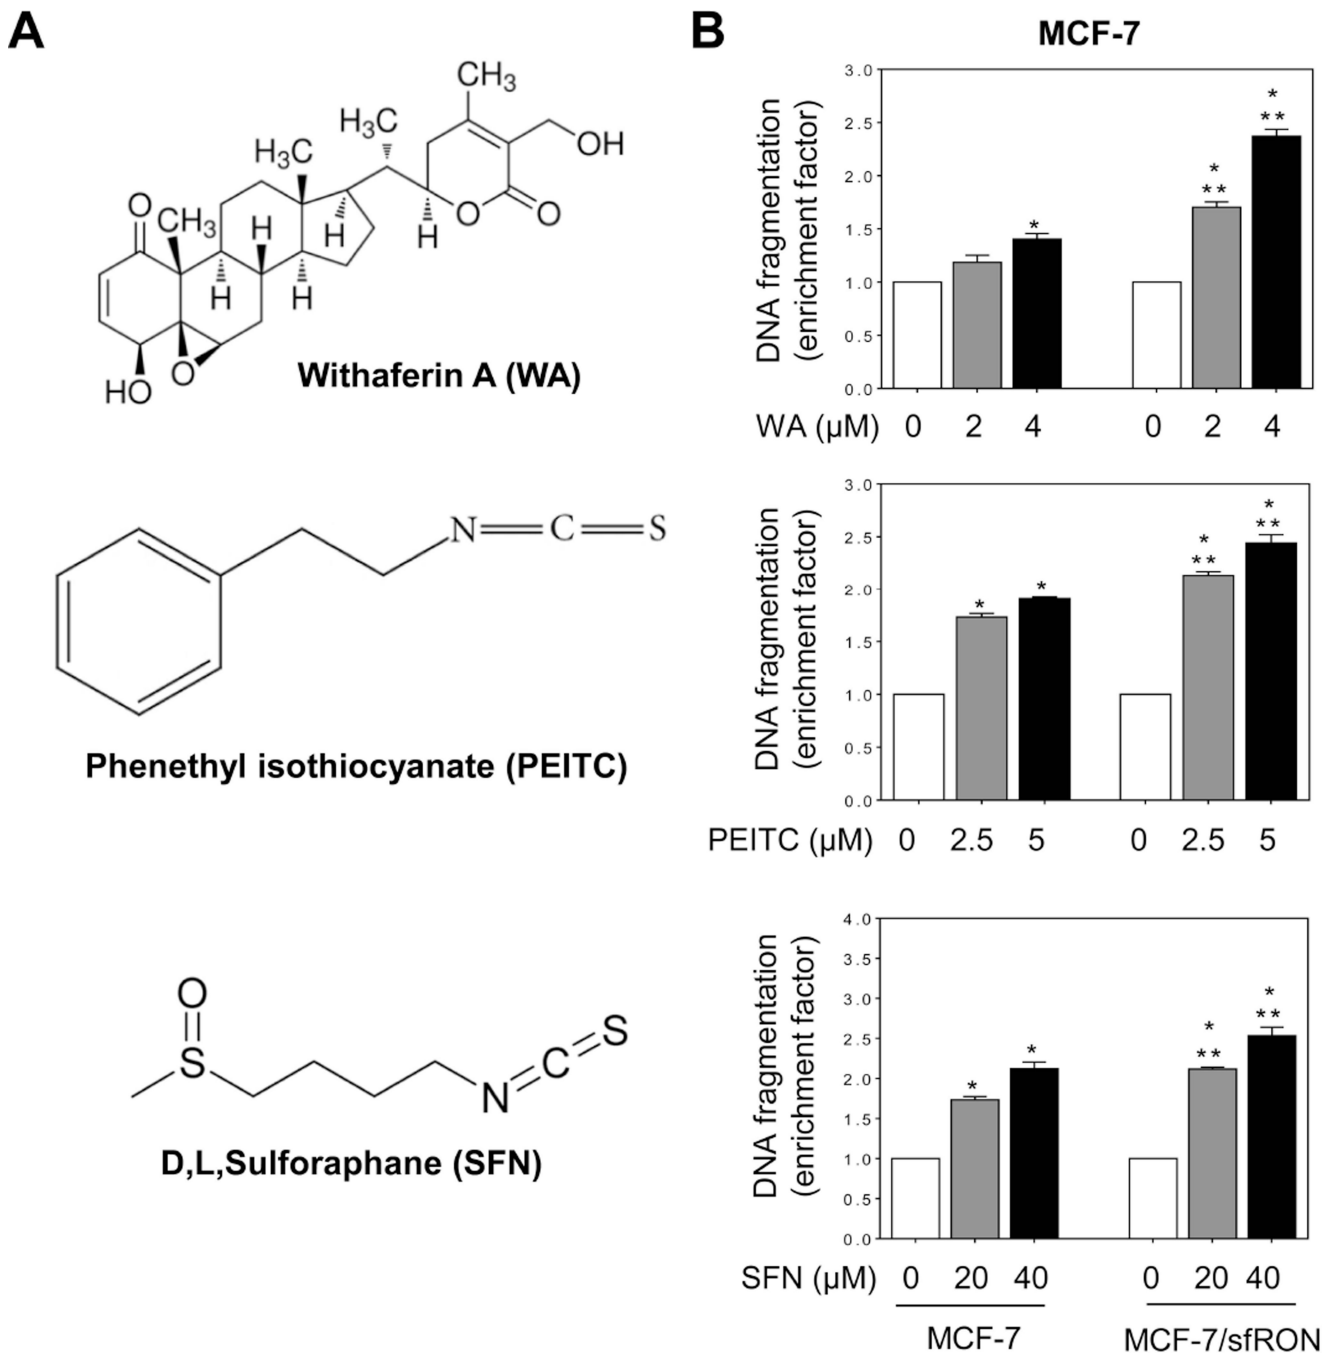 A
CH3
H3C
OH
H3C
O
CH3
H
H
O
O
H
H
H
O
HO
Withaferin A (WA)
N C S
Phenethyl isothiocyanate (PEITC)
O
S
S
C
N
D,L,Sulforaphane (SFN)
B
MCF-7
DNA fragmentation
(enrichment factor)
3.0
2.5
2.0
1.5
1.0
0.5
0.0
*
*
**
*
**
WA (µM) 0 2 4 0 2 4
DNA fragmentation
(enrichment factor)
3.0
2.5
2.0
1.5
1.0
0.5
0.0
*
*
*
**
*
**
PEITC (µM) 0 2.5 5 0 2.5 5
DNA fragmentation
(enrichment factor)
4.0
3.5
3.0
2.5
2.0
1.5
1.0
0.5
0.0
*
*
*
**
*
**
SFN (µM) 0 20 40 0 20 40
MCF-7 MCF-7/sfRON